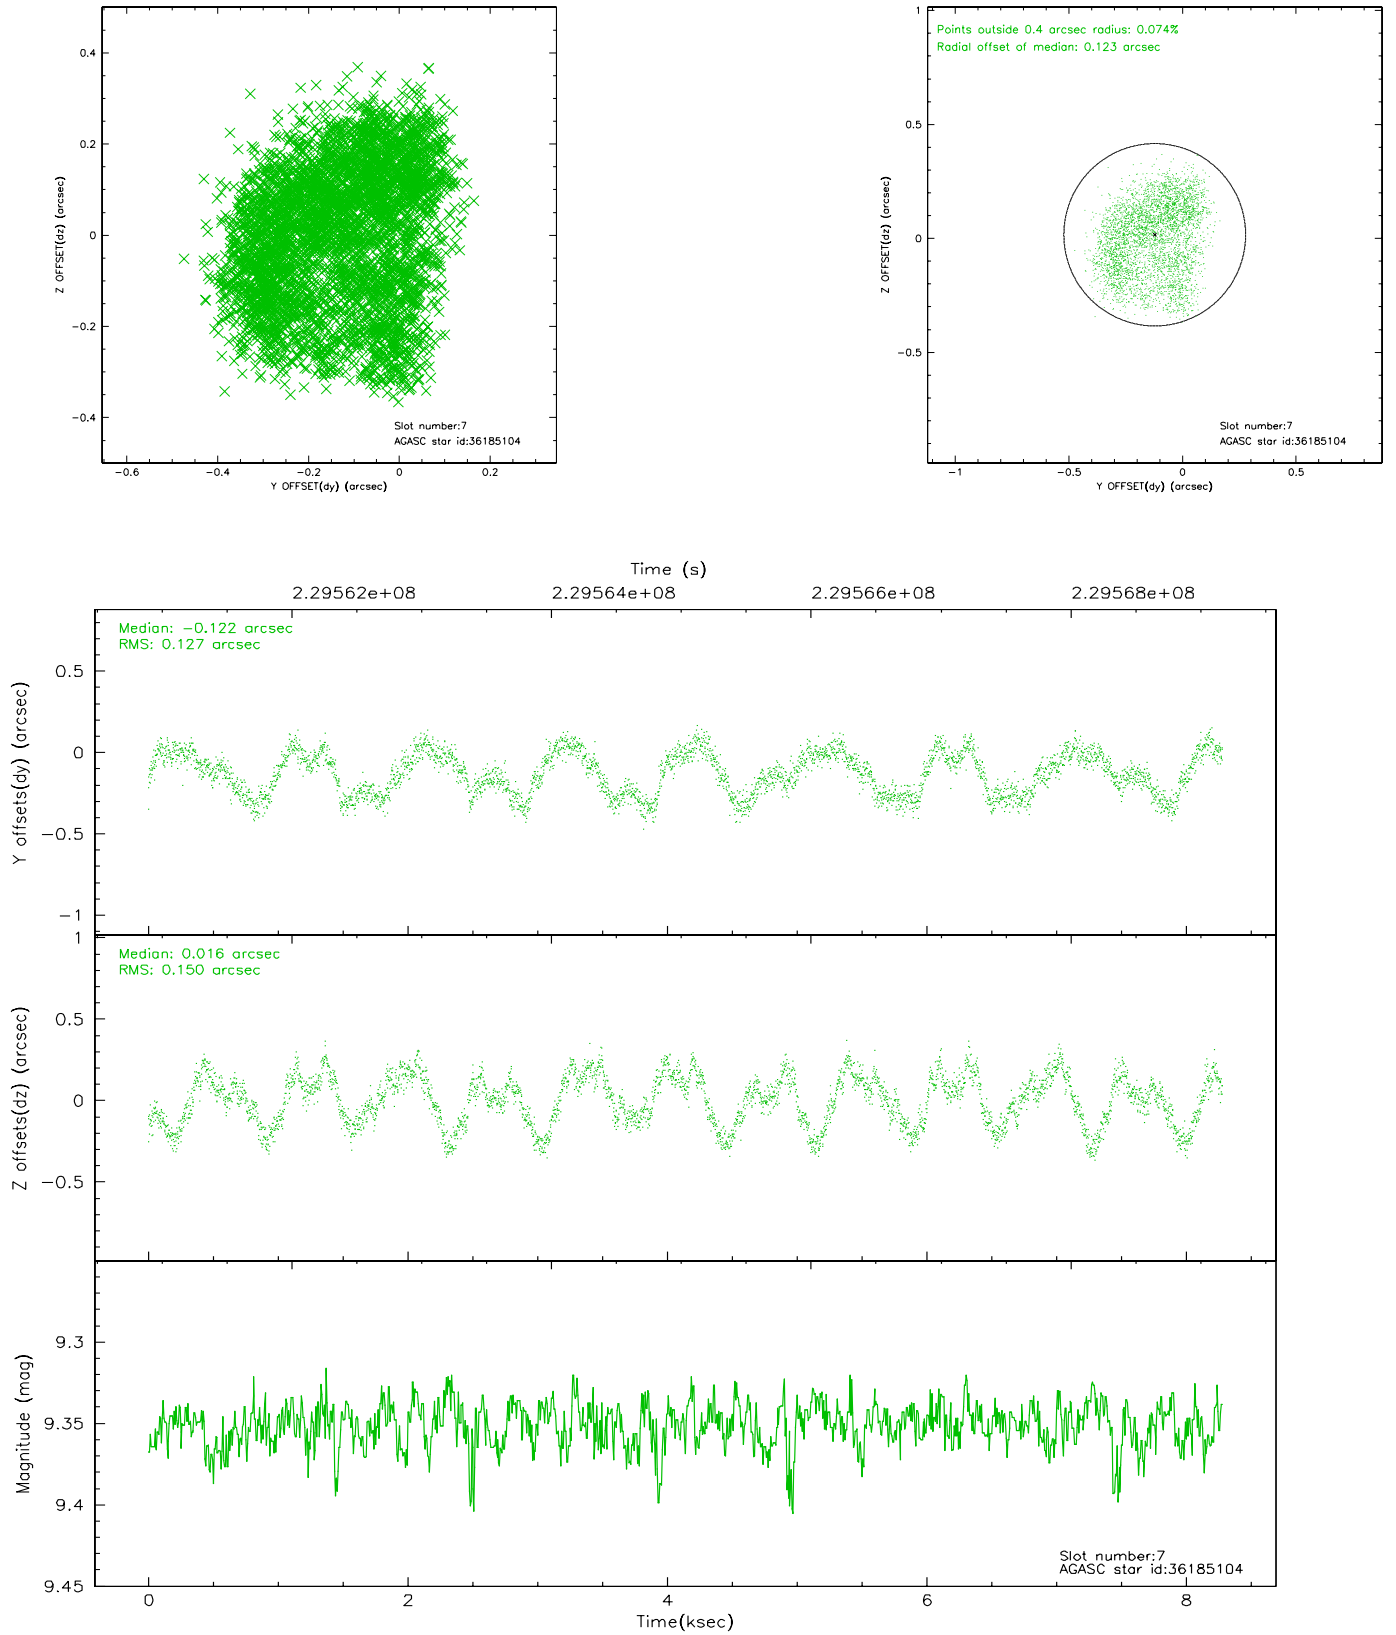 0.4
0.2
0
−0.2
−0.4
Z OFFSET(dz) (arcsec)
Slot number:7
AGASC star id:36185104
−0.6 −0.4 −0.2 0 0.2
Y OFFSET(dy) (arcsec)
Points outside 0.4 arcsec radius: 0.074%
Radial offset of median: 0.123 arcsec
1
0.5
0
−0.5
Z OFFSET(dz) (arcsec)
Slot number:7
AGASC star id:36185104
−1 −0.5 0 0.5
Y OFFSET(dy) (arcsec)
Time (s)
2.29562e+08 2.29564e+08 2.29566e+08 2.29568e+08
Median: −0.122 arcsec
RMS: 0.127 arcsec
0.5
0
−0.5
−1
Y offsets(dy) (arcsec)
Median: 0.016 arcsec
RMS: 0.150 arcsec
1
0.5
0
−0.5
Z offsets(dz) (arcsec)
9.3
9.35
9.4
9.45
Magnitude (mag)
Slot number:7
AGASC star id:36185104
0 2 4 6 8
Time(ksec)